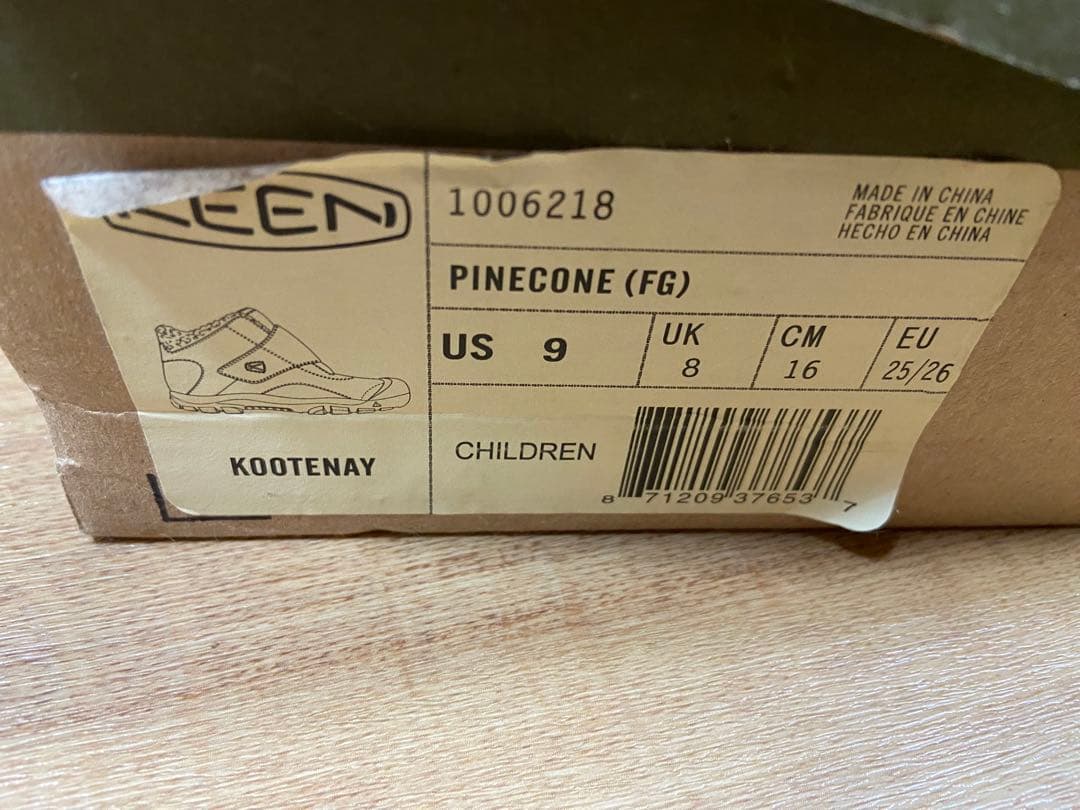 KEEN
1006218
MADE IN CHINA
FABRIQUE EN CHINE
HECHO EN CHINA
PINECONE (FG)
US 9
UK
8
CM
16
EU
25/26
KOOTENAY
CHILDREN
8 71209 37653 7